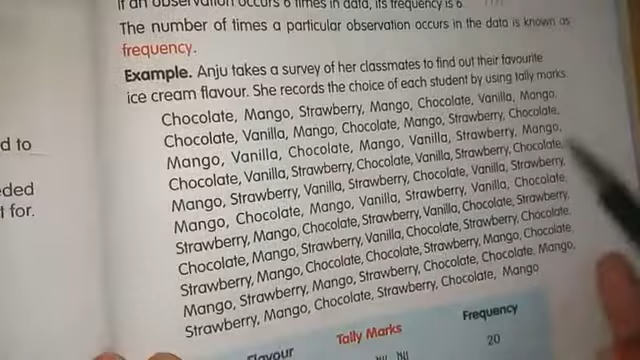 If an observation occurs 6 times in data, its frequency is 6.
The number of times a particular observation occurs in the data is known as
frequency.
Example. Anju takes a survey of her classmates to find out their favourite
ice cream flavour. She records the choice of each student by using tally marks.
Chocolate, Mango, Strawberry, Mango, Chocolate, Vanilla, Mango,
Chocolate, Vanilla, Mango, Chocolate, Mango, Strawberry, Chocolate,
Mango, Vanilla, Chocolate, Mango, Vanilla, Strawberry, Mango,
Chocolate, Vanilla, Strawberry, Chocolate, Vanilla, Strawberry, Chocolate,
Mango, Strawberry, Vanilla, Strawberry, Chocolate, Vanilla, Strawberry,
Mango, Chocolate, Mango, Vanilla, Strawberry, Vanilla, Chocolate,
Strawberry, Mango, Chocolate, Strawberry, Vanilla, Chocolate, Strawberry,
Chocolate, Mango, Strawberry, Vanilla, Chocolate, Strawberry, Chocolate,
Strawberry, Mango, Chocolate, Chocolate, Strawberry, Mango, Chocolate,
Mango, Strawberry, Mango, Strawberry, Chocolate, Chocolate, Mango,
Strawberry, Mango, Chocolate, Strawberry, Chocolate, Mango
Flavour Tally Marks Frequency
20
d to
eded
t for.